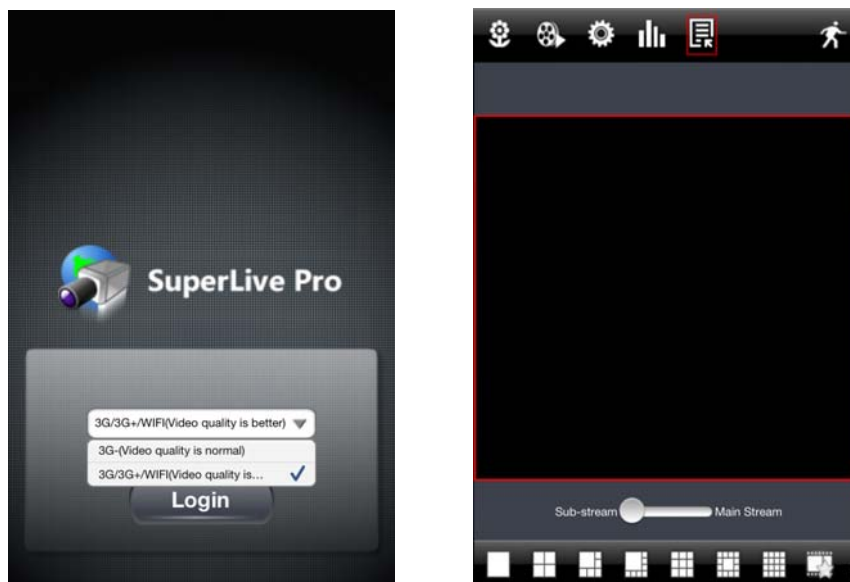 SuperLive Pro
3G/3G+/WIFI(Video quality is better)
3G-(Video quality is normal)
3G/3G+/WIFI(Video quality is...
Login
Sub-stream Main Stream